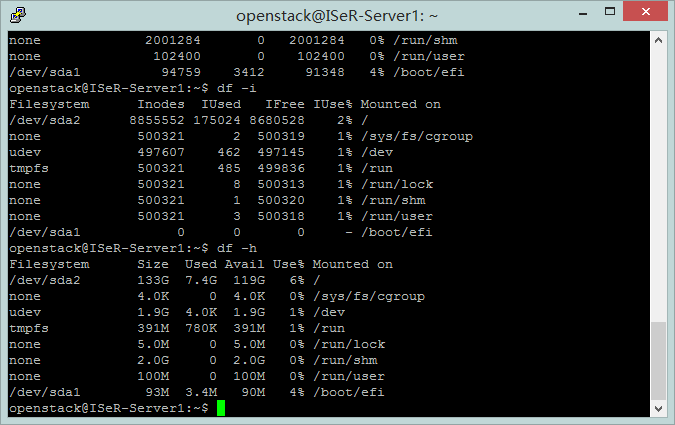 openstack@ISeR-Server1: ~
none 2001284 0 2001284 0% /run/shm
none 102400 0 102400 0% /run/user
/dev/sda1 94759 3412 91348 4% /boot/efi
openstack@ISeR-Server1:~$ df -i
Filesystem Inodes IUsed IFree IUse% Mounted on
/dev/sda2 8855552 175024 8680528 2% /
none 500321 2 500319 1% /sys/fs/cgroup
udev 497607 462 497145 1% /dev
tmpfs 500321 485 499836 1% /run
none 500321 8 500313 1% /run/lock
none 500321 1 500320 1% /run/shm
none 500321 3 500318 1% /run/user
/dev/sda1 0 0 0 - /boot/efi
openstack@ISeR-Server1:~$ df -h
Filesystem Size Used Avail Use% Mounted on
/dev/sda2 133G 7.4G 119G 6% /
none 4.0K 0 4.0K 0% /sys/fs/cgroup
udev 1.9G 4.0K 1.9G 1% /dev
tmpfs 391M 780K 391M 1% /run
none 5.0M 0 5.0M 0% /run/lock
none 2.0G 0 2.0G 0% /run/shm
none 100M 0 100M 0% /run/user
/dev/sda1 93M 3.4M 90M 4% /boot/efi
openstack@ISeR-Server1:~$